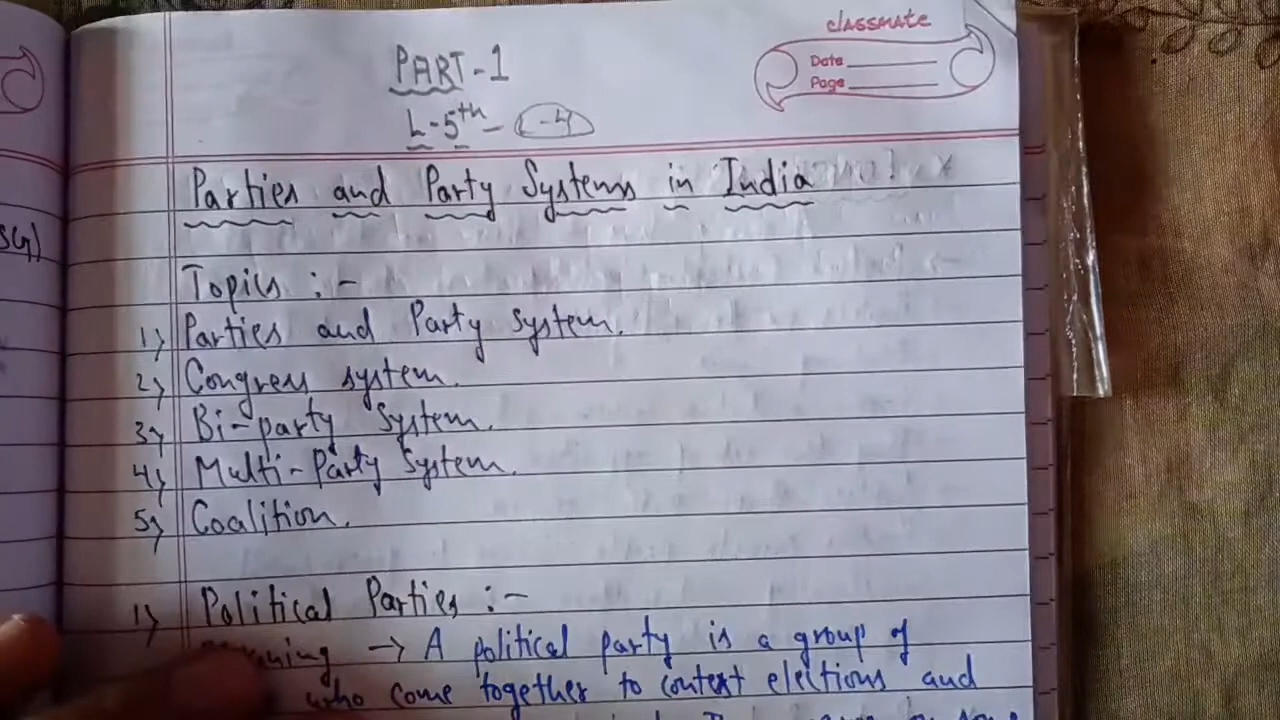 classmate
Date
Page
PART-1
L-5th - -4
Parties and Party Systems in India
Topics :-
1) Parties and Party System.
2) Congress system.
3) Bi-party System.
4) Multi-Party System.
5) Coalition.
1) Political Parties :-
→ A political party is a group of
who come together to contest elections and